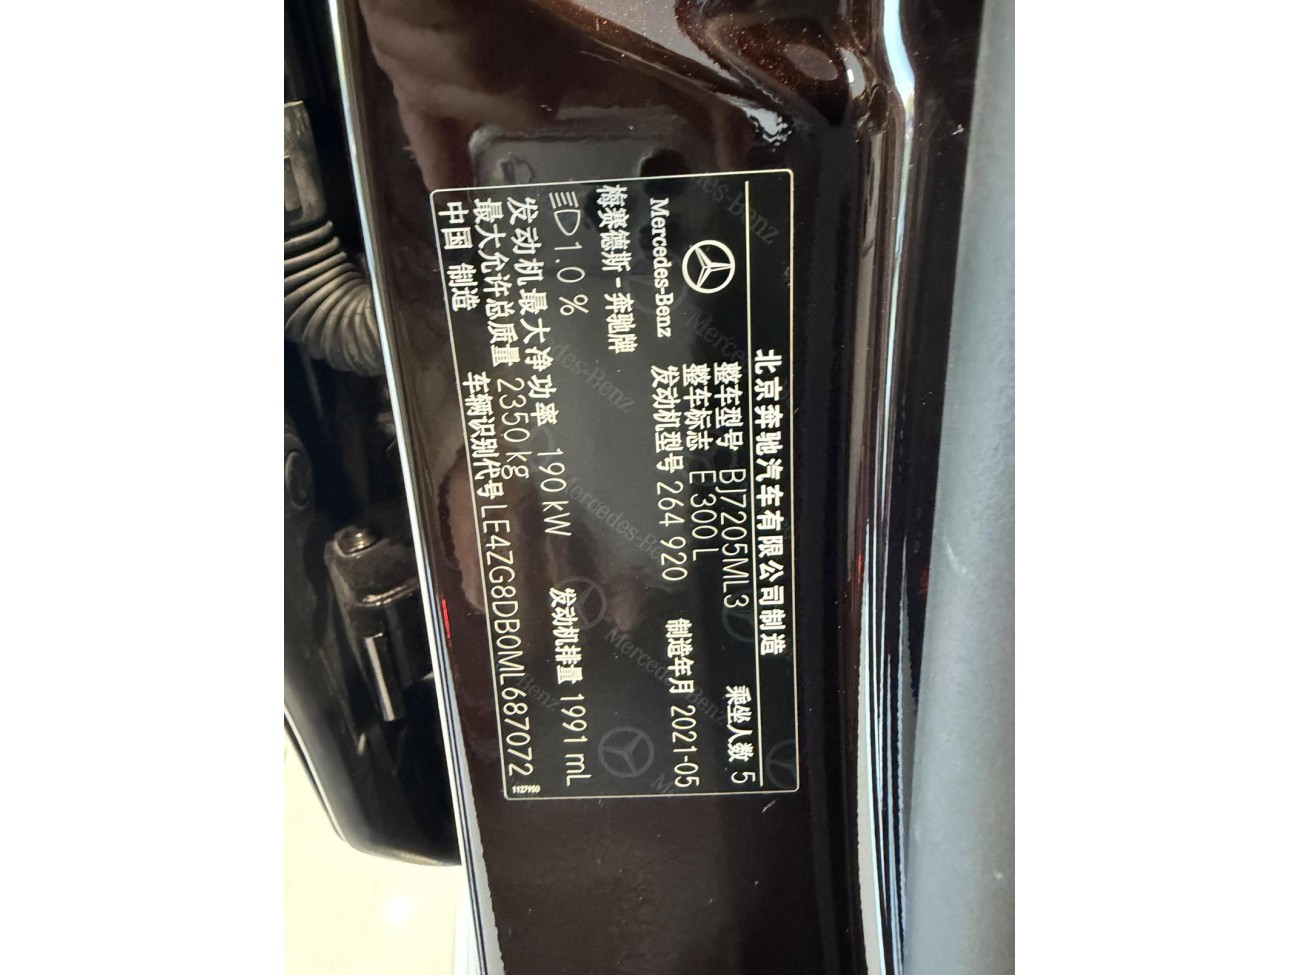 北京奔驰汽车有限公司制造
Mercedes-Benz
梅赛德斯-奔驰牌
整车型号 BJ7205ML3 乘坐人数 5
整车标志 E 300 L
发动机型号 264 920 制造年月 2021-05
1.0 %
发动机最大净功率 190 kW 发动机排量 1991 mL
最大允许总质量 2350 kg
中国 制造 车辆识别代号 LE4ZG8DB0ML687072
1127950